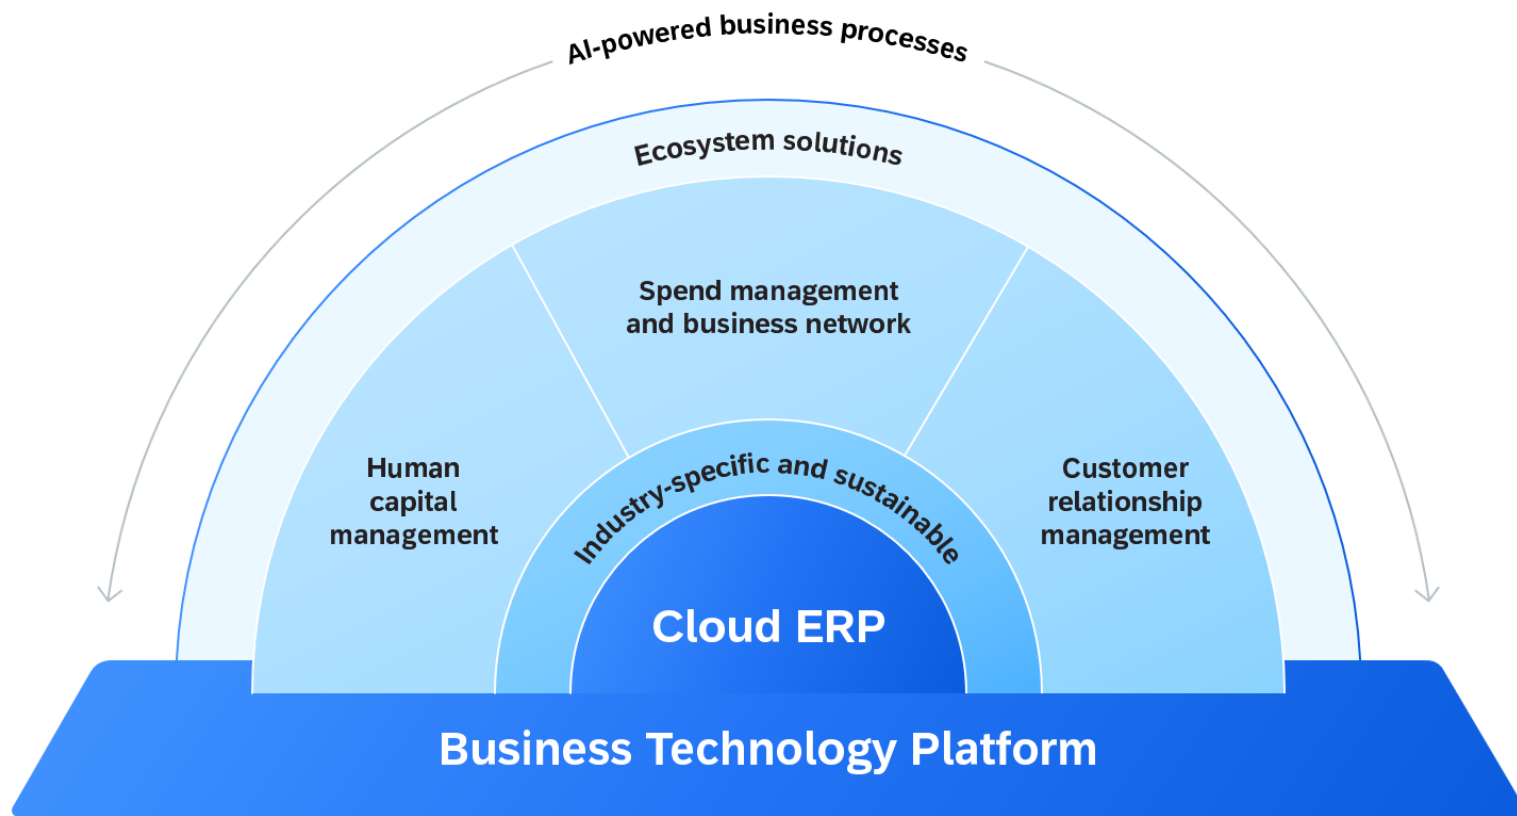 AI-powered business processes
Ecosystem solutions
Spend management
and business network
Human
capital
management
Customer
relationship
management
Industry-specific and sustainable
Cloud ERP
Business Technology Platform